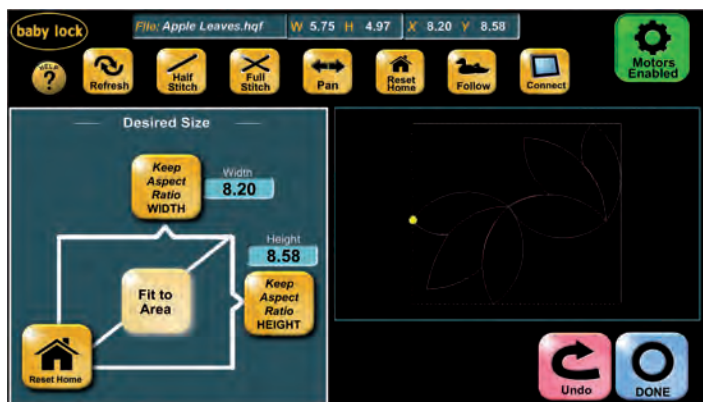 baby lock
File: Apple Leaves.hqf
W 5.75 H 4.97
X 8.20 Y 8.58
Motors
Enabled
HELP
?
Refresh
Half
Stitch
Full
Stitch
Pan
Reset
Home
Follow
Connect
Desired Size
Keep
Aspect
Ratio
WIDTH
Width
8.20
Height
8.58
Fit to
Area
Keep
Aspect
Ratio
HEIGHT
Reset Home
Undo
DONE